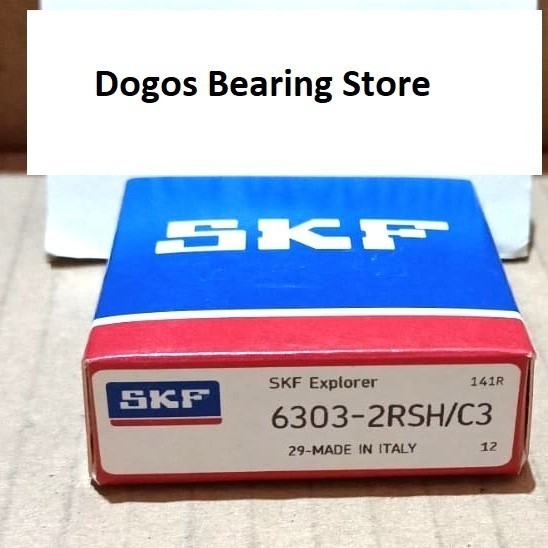 Dogos Bearing Store
SKF
SKF
SKF Explorer
141R
6303-2RSH/C3
29-MADE IN ITALY
12